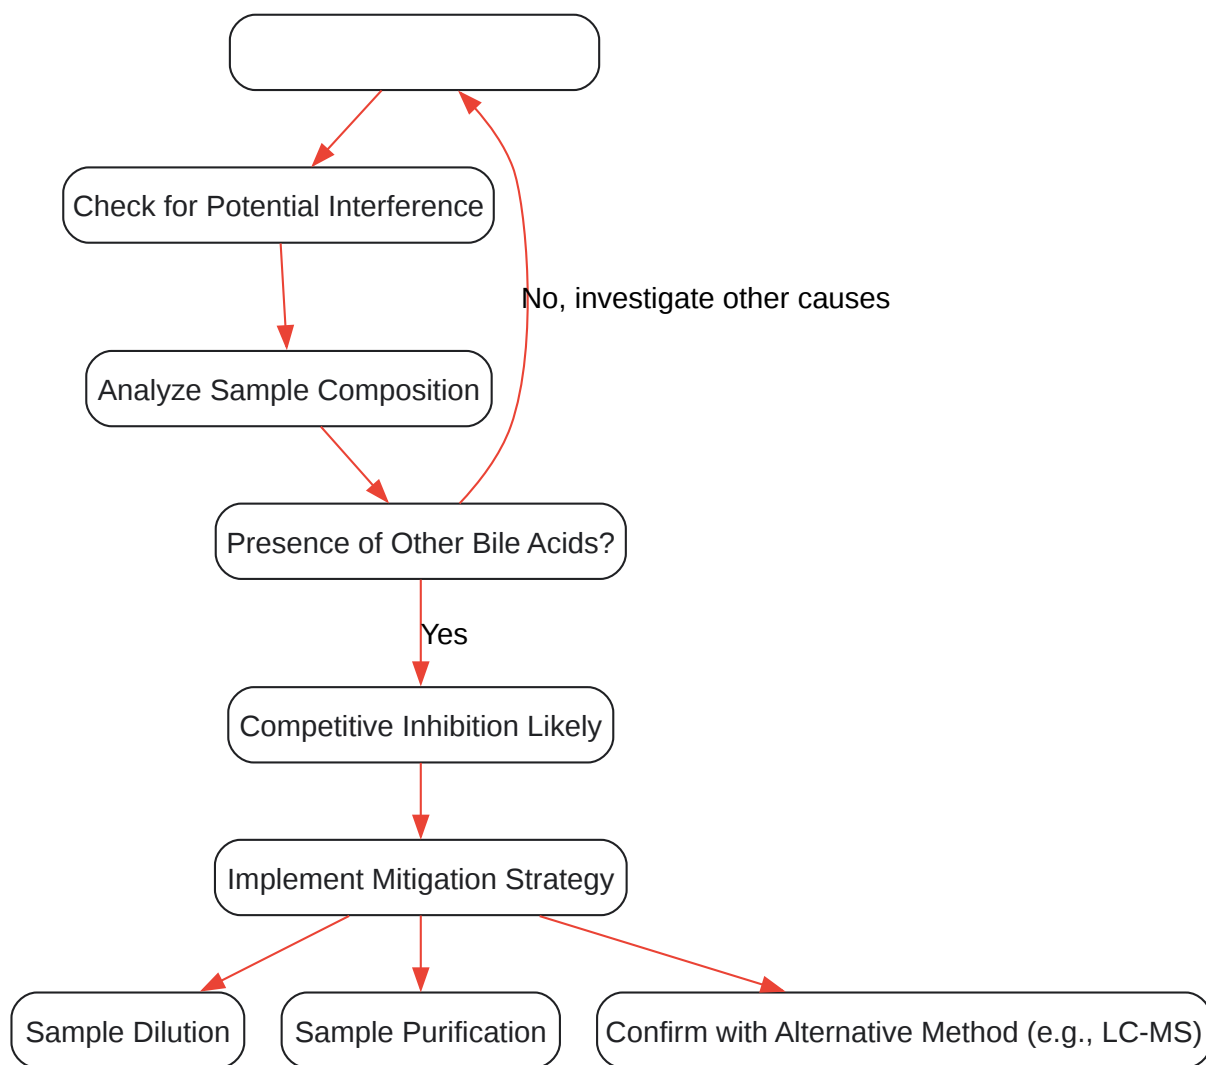 Check for Potential Interference
No, investigate other causes
Analyze Sample Composition
Presence of Other Bile Acids?
Yes
Competitive Inhibition Likely
Implement Mitigation Strategy
Sample Dilution
Sample Purification
Confirm with Alternative Method (e.g., LC-MS)